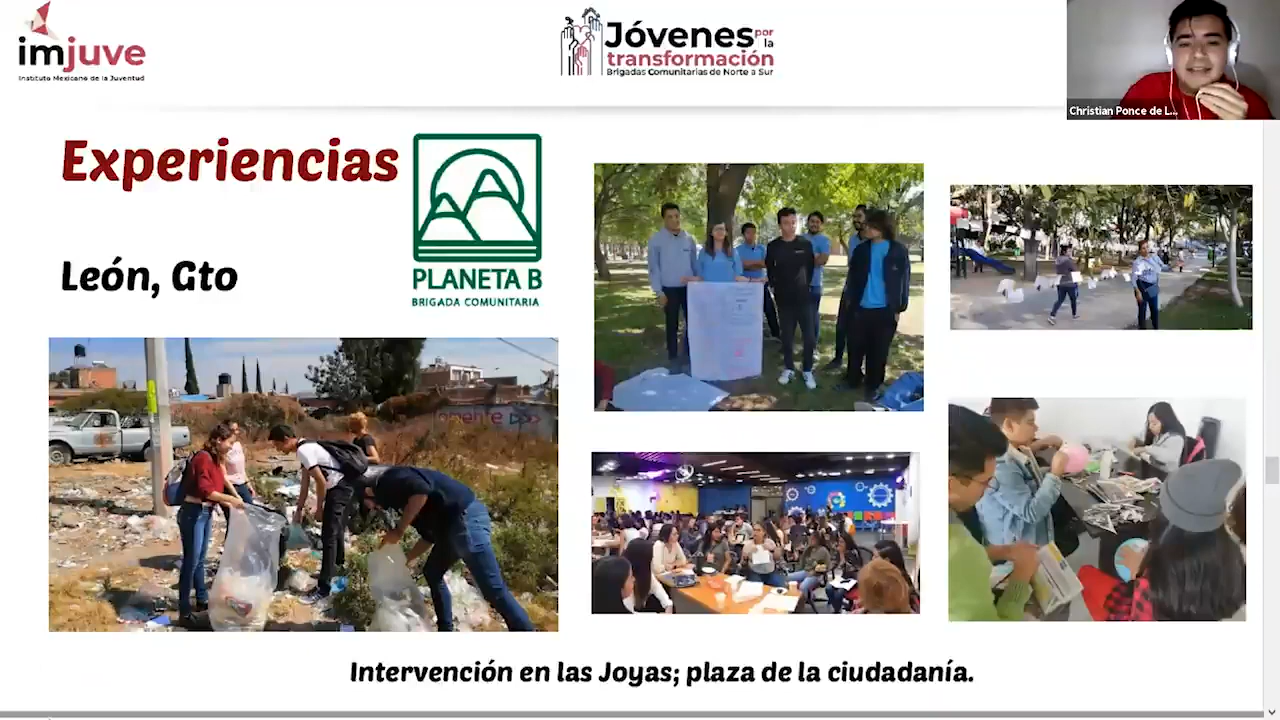 imjuve
Instituto Mexicano de la Juventud
Jóvenes por la
transformación
Brigadas Comunitarias de Norte a Sur
Christian Ponce de L...
Experiencias
León, Gto
PLANETA B
BRIGADA COMUNITARIA
Intervención en las Joyas; plaza de la ciudadanía.